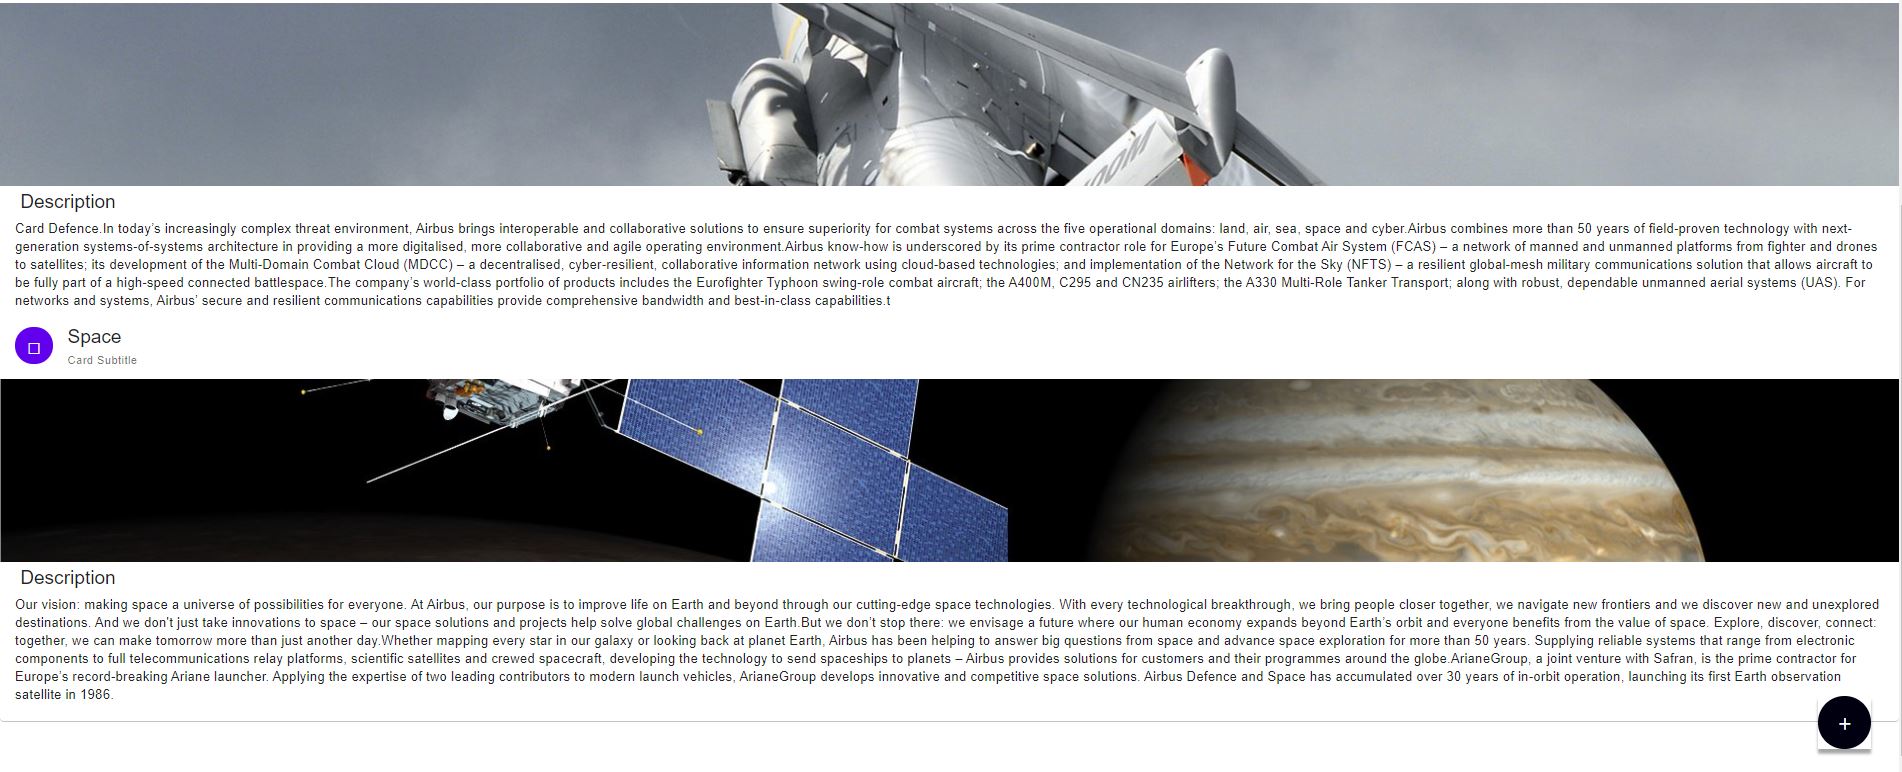 OOM
Description
Card Defence.In today’s increasingly complex threat environment, Airbus brings interoperable and collaborative solutions to ensure superiority for combat systems across the five operational domains: land, air, sea, space and cyber.Airbus combines more than 50 years of field-proven technology with next-
generation systems-of-systems architecture in providing a more digitalised, more collaborative and agile operating environment.Airbus know-how is underscored by its prime contractor role for Europe’s Future Combat Air System (FCAS) – a network of manned and unmanned platforms from fighter and drones
to satellites; its development of the Multi-Domain Combat Cloud (MDCC) – a decentralised, cyber-resilient, collaborative information network using cloud-based technologies; and implementation of the Network for the Sky (NFTS) – a resilient global-mesh military communications solution that allows aircraft to
be fully part of a high-speed connected battlespace.The company’s world-class portfolio of products includes the Eurofighter Typhoon swing-role combat aircraft; the A400M, C295 and CN235 airlifters; the A330 Multi-Role Tanker Transport; along with robust, dependable unmanned aerial systems (UAS). For
networks and systems, Airbus’ secure and resilient communications capabilities provide comprehensive bandwidth and best-in-class capabilities.t
Space
Card Subtitle
Description
Our vision: making space a universe of possibilities for everyone. At Airbus, our purpose is to improve life on Earth and beyond through our cutting-edge space technologies. With every technological breakthrough, we bring people closer together, we navigate new frontiers and we discover new and unexplored
destinations. And we don't just take innovations to space – our space solutions and projects help solve global challenges on Earth.But we don’t stop there: we envisage a future where our human economy expands beyond Earth’s orbit and everyone benefits from the value of space. Explore, discover, connect:
together, we can make tomorrow more than just another day.Whether mapping every star in our galaxy or looking back at planet Earth, Airbus has been helping to answer big questions from space and advance space exploration for more than 50 years. Supplying reliable systems that range from electronic
components to full telecommunications relay platforms, scientific satellites and crewed spacecraft, developing the technology to send spaceships to planets – Airbus provides solutions for customers and their programmes around the globe.ArianeGroup, a joint venture with Safran, is the prime contractor for
Europe’s record-breaking Ariane launcher. Applying the expertise of two leading contributors to modern launch vehicles, ArianeGroup develops innovative and competitive space solutions. Airbus Defence and Space has accumulated over 30 years of in-orbit operation, launching its first Earth observation
satellite in 1986.
+